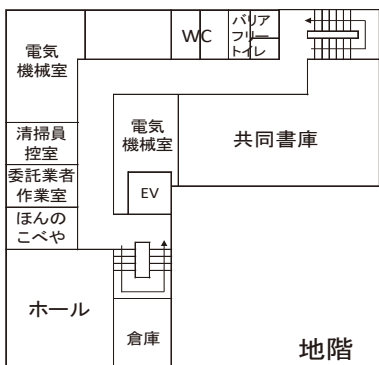 電気
機械室
WC
バリア
フリー
トイレ
清掃員
控室
委託業者
作業室
ほんの
こべや
電気
機械室
EV
共同書庫
ホール
倉庫
地階